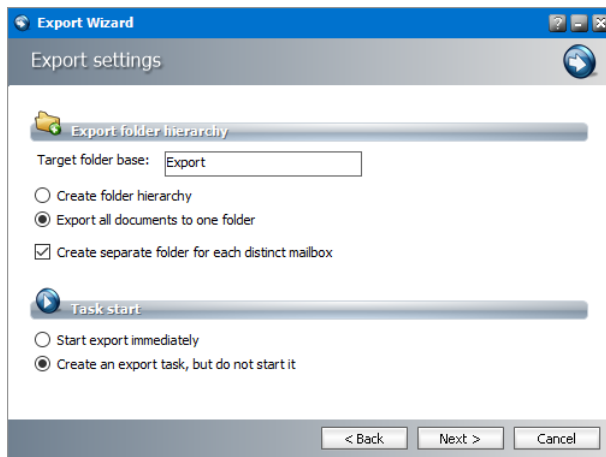 Export Wizard
Export settings
Export folder hierarchy
Target folder base: Export
Create folder hierarchy
Export all documents to one folder
Create separate folder for each distinct mailbox
Task start
Start export immediately
Create an export task, but do not start it
< Back Next > Cancel